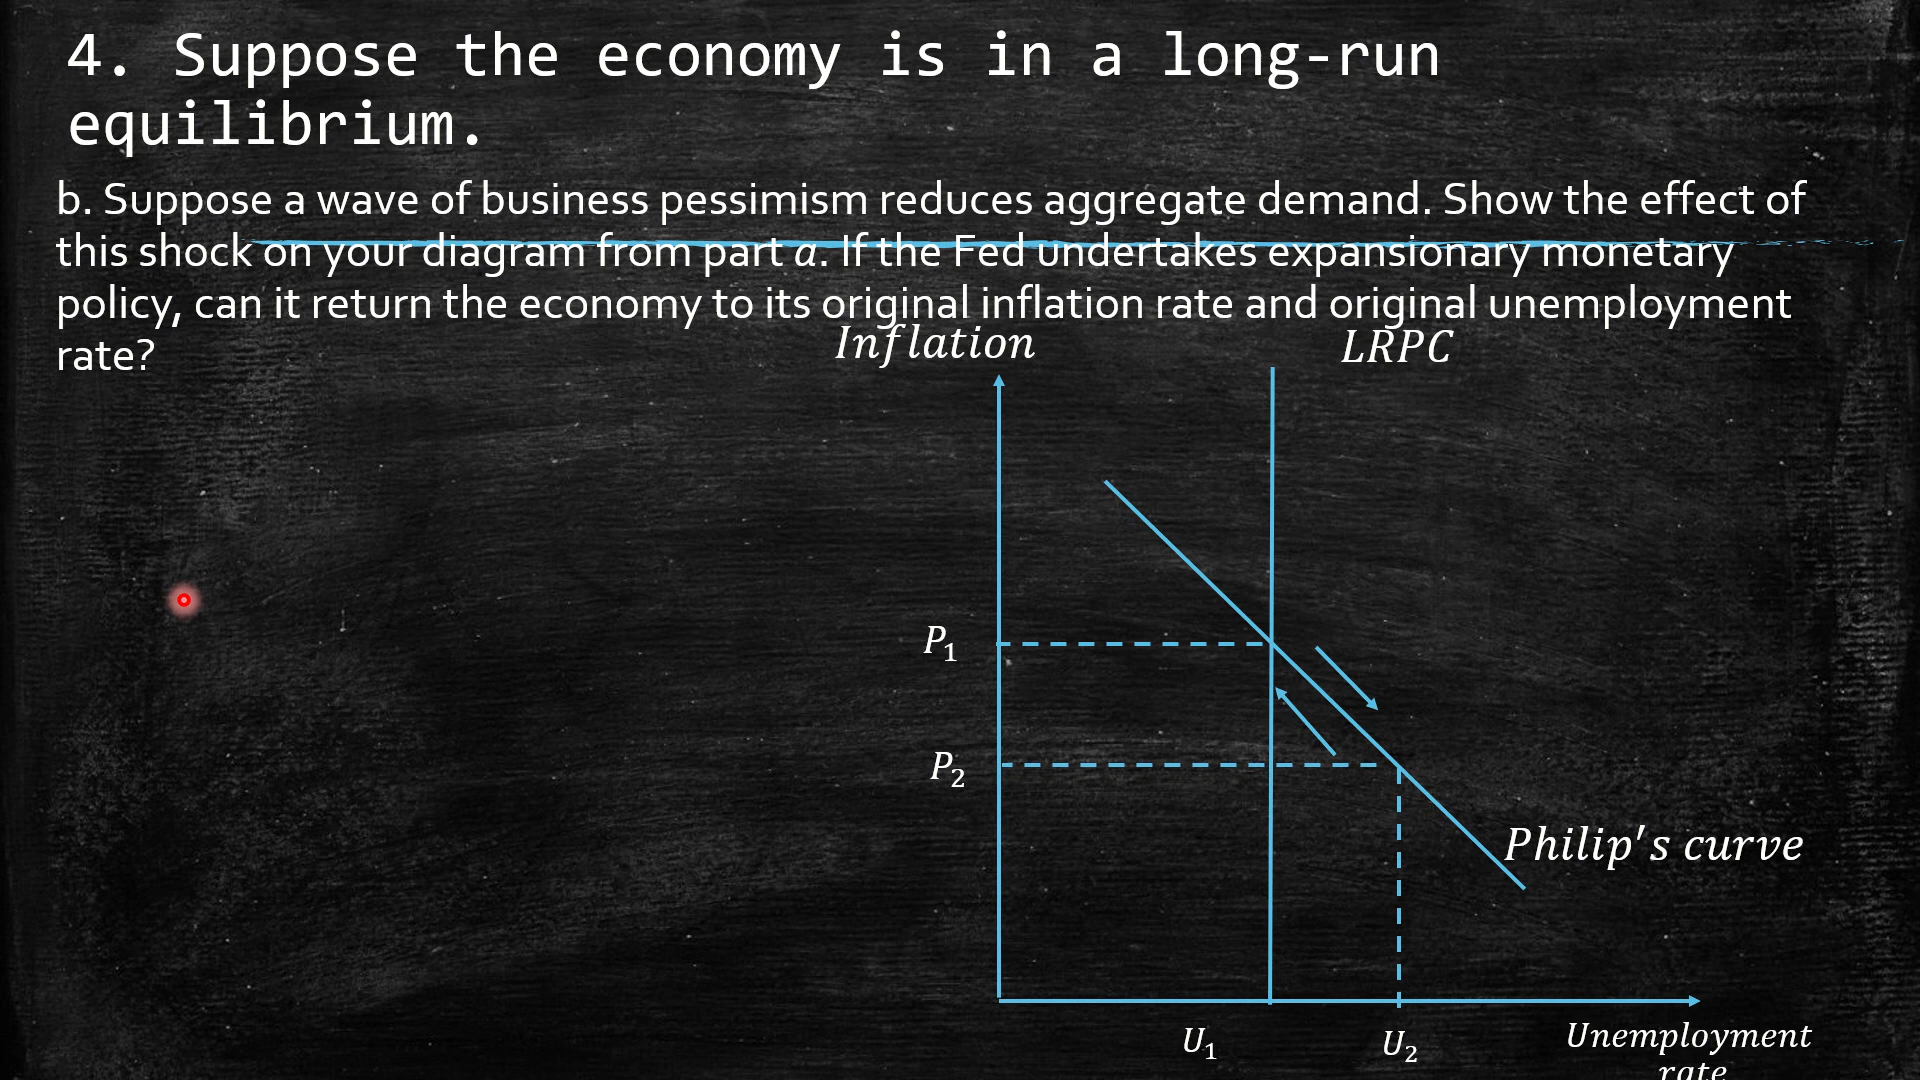 4. Suppose the economy is in a long-run
equilibrium.
b. Suppose a wave of business pessimism reduces aggregate demand. Show the effect of
this shock on your diagram from part a. If the Fed undertakes expansionary monetary
policy, can it return the economy to its original inflation rate and original unemployment
rate?
Inflation
LRPC
P₁
P₂
Philip's curve
U₁
U₂
Unemployment
rate